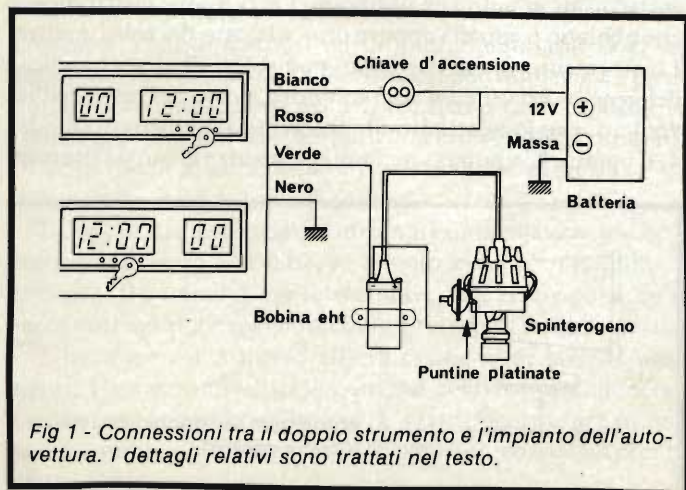 00 12:00
12:00 00
Bianco
Rosso
Verde
Nero
Chiave d'accensione
12V +
Massa −
Batteria
Bobina eht
Spinterogeno
Puntine platinate
Fig 1 - Connessioni tra il doppio strumento e l'impianto dell'auto-
vettura. I dettagli relativi sono trattati nel testo.